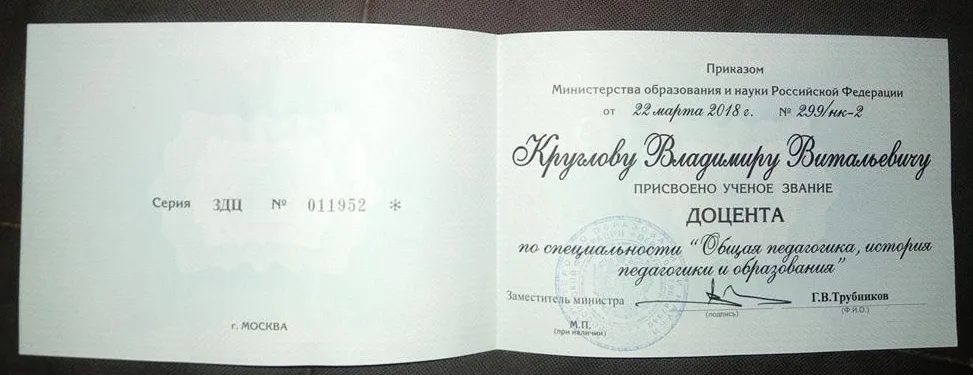 Серия ЗДЦ № 011952 *
г. МОСКВА
Приказом
Министерства образования и науки Российской Федерации
от 22 марта 2018 г. № 299/нк-2
Круглову Владимиру Витальевичу
ПРИСВОЕНО УЧЕНОЕ ЗВАНИЕ
ДОЦЕНТА
по специальности "Общая педагогика, история
педагогики и образования"
Заместитель министра Г.В.Трубников
(подпись) (Ф.И.О.)
М.П.
(при наличии)